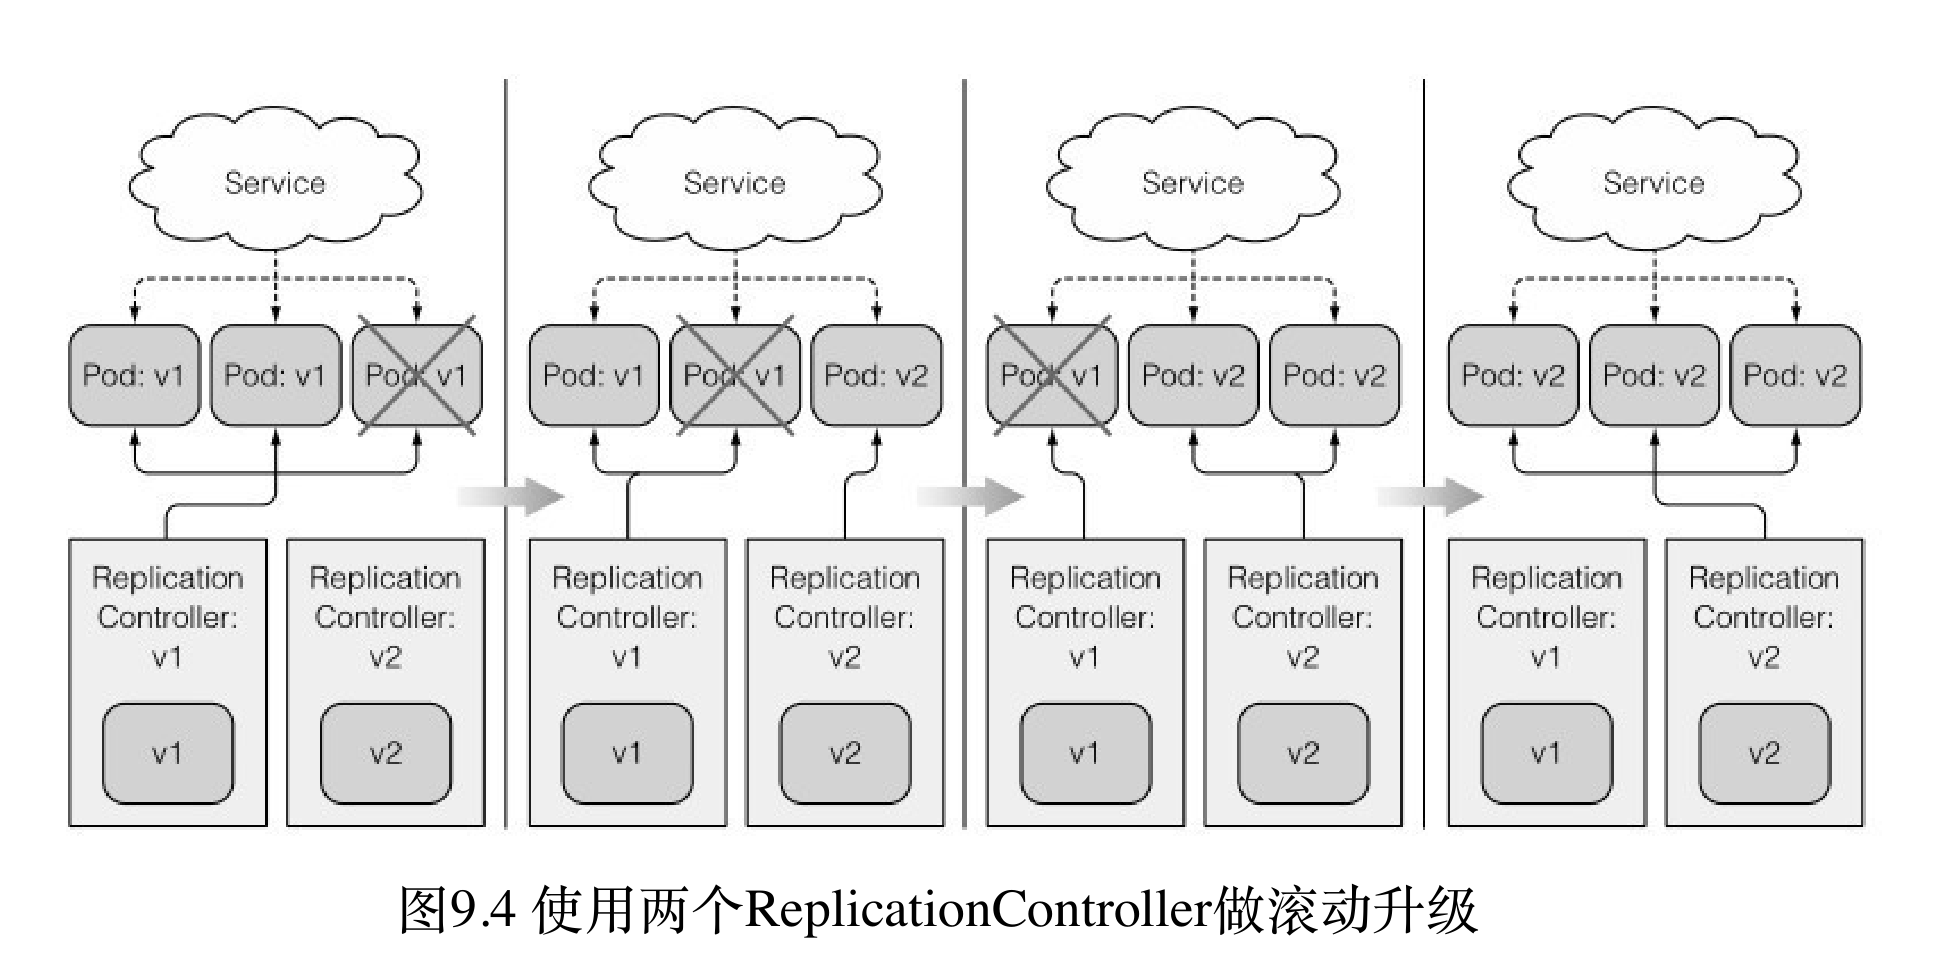 Service
Service
Service
Service
Pod: v1
Pod: v1
Pod: v1
Pod: v1
Pod: v1
Pod: v2
Pod: v1
Pod: v2
Pod: v2
Pod: v2
Pod: v2
Pod: v2
Replication
Controller:
v1
v1
Replication
Controller:
v2
v2
Replication
Controller:
v1
v1
Replication
Controller:
v2
v2
Replication
Controller:
v1
v1
Replication
Controller:
v2
v2
Replication
Controller:
v1
v1
Replication
Controller:
v2
v2
图9.4 使用两个ReplicationController做滚动升级